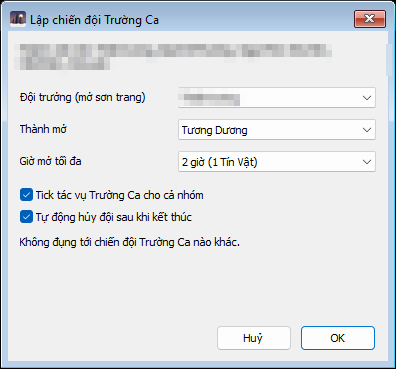 Lập chiến đội Trường Ca
Đội trưởng (mở sơn trang)
Thành mở
Tương Dương
Giờ mở tối đa
2 giờ (1 Tín Vật)
Tick tác vụ Trường Ca cho cả nhóm
Tự động hủy đội sau khi kết thúc
Không đụng tới chiến đội Trường Ca nào khác.
Huỷ
OK